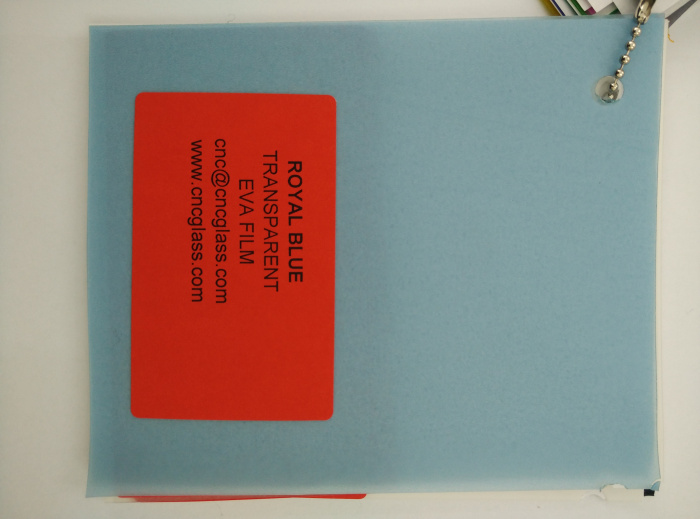 ROYAL BLUE
TRANSPARENT
EVA FILM
cnc@cncglass.com
www.cncglass.com